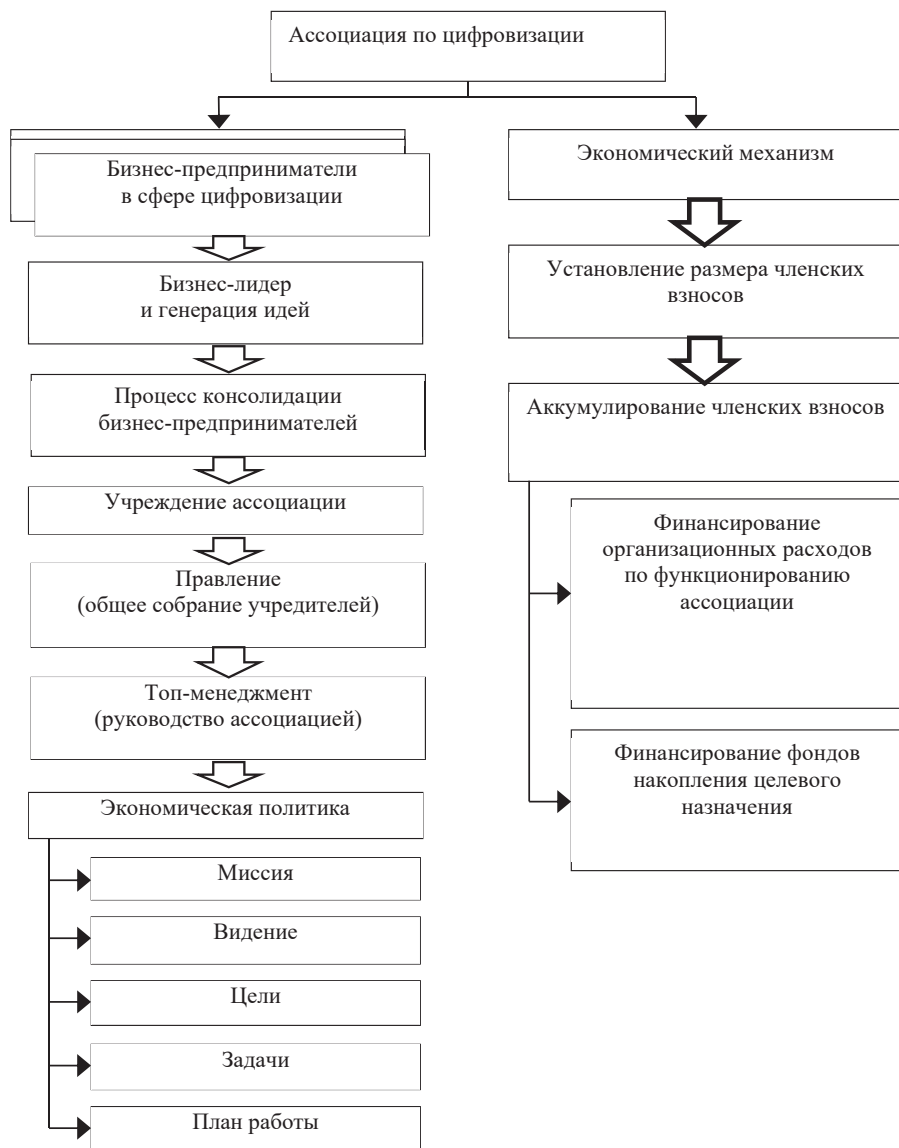 Ассоциация по цифровизации
Бизнес-предприниматели
в сфере цифровизации
Бизнес-лидер
и генерация идей
Процесс консолидации
бизнес-предпринимателей
Учреждение ассоциации
Правление
(общее собрание учредителей)
Топ-менеджмент
(руководство ассоциацией)
Экономическая политика
Миссия
Видение
Цели
Задачи
План работы
Экономический механизм
Установление размера членских
взносов
Аккумулирование членских взносов
Финансирование
организационных расходов
по функционированию
ассоциации
Финансирование фондов
накопления целевого
назначения